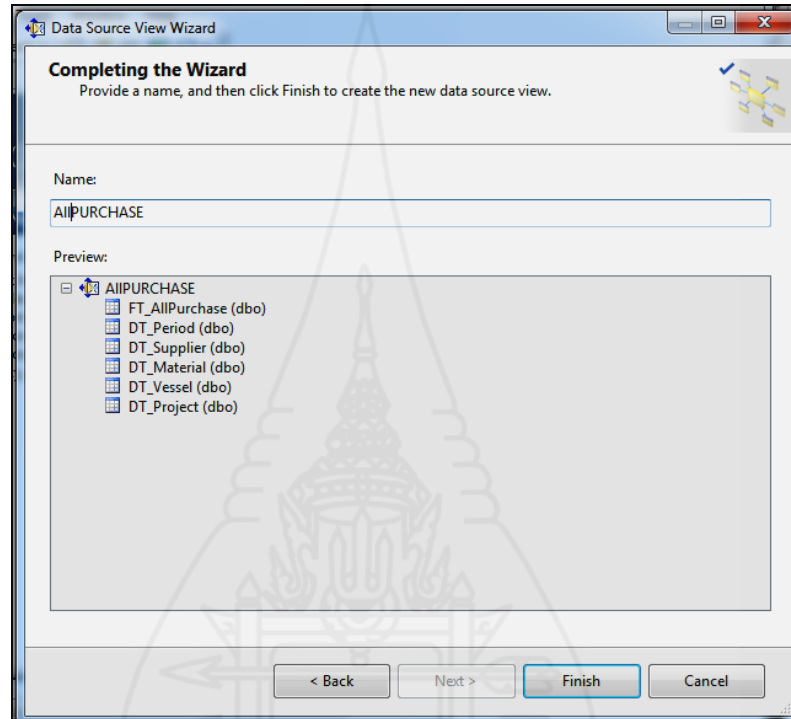 Data Source View Wizard
Completing the Wizard
Provide a name, and then click Finish to create the new data source view.
Name:
AllPURCHASE
Preview:
AllPURCHASE
FT_AllPurchase (dbo)
DT_Period (dbo)
DT_Supplier (dbo)
DT_Material (dbo)
DT_Vessel (dbo)
DT_Project (dbo)
< Back
Next >
Finish
Cancel